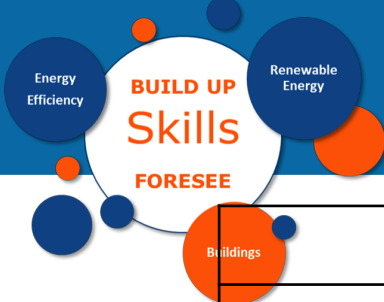 Energy
Efficiency
BUILD UP
Skills
FORESEE
Renewable
Energy
Buildings